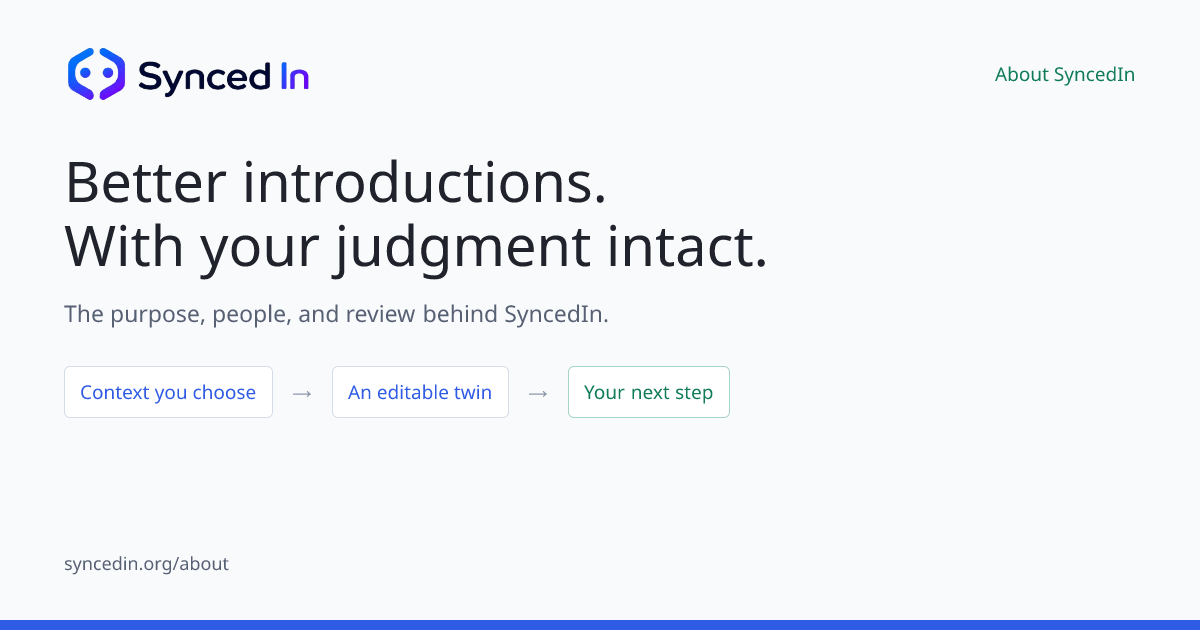 Synced In
About SyncedIn
Better introductions.
With your judgment intact.
The purpose, people, and review behind SyncedIn.
Context you choose → An editable twin → Your next step
syncedin.org/about